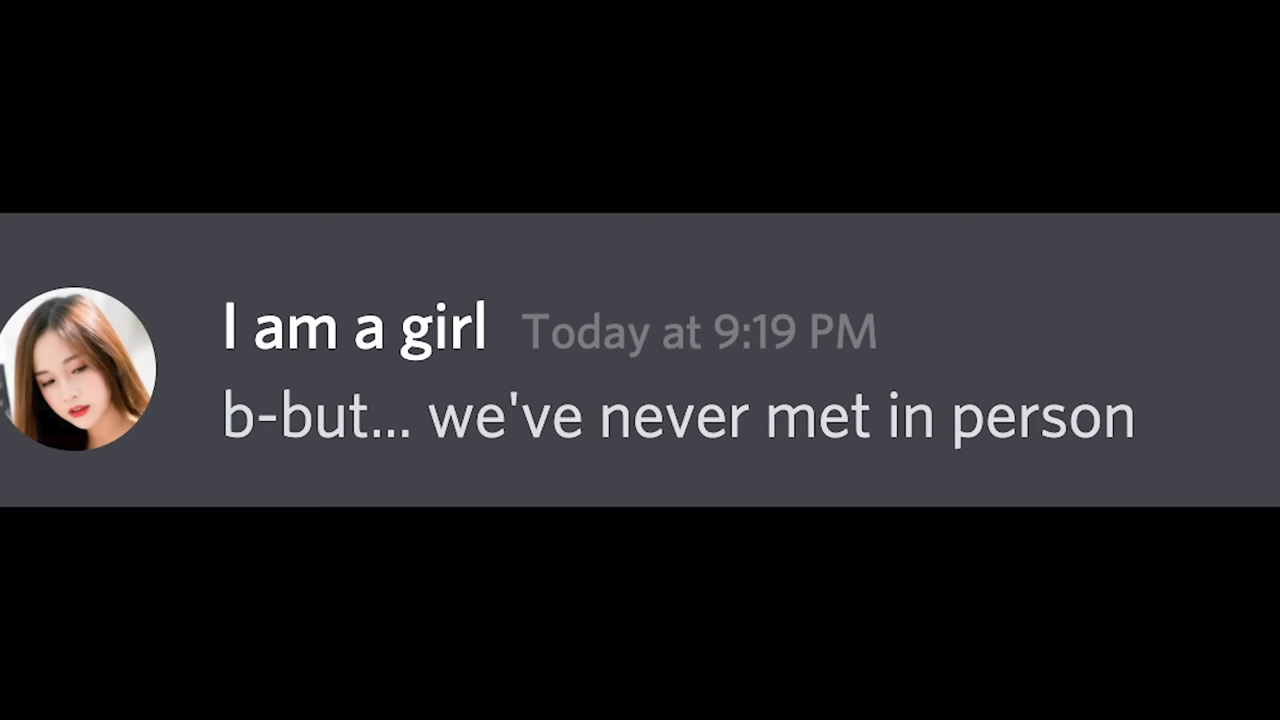 I am a girl Today at 9:19 PM
b-but... we've never met in person